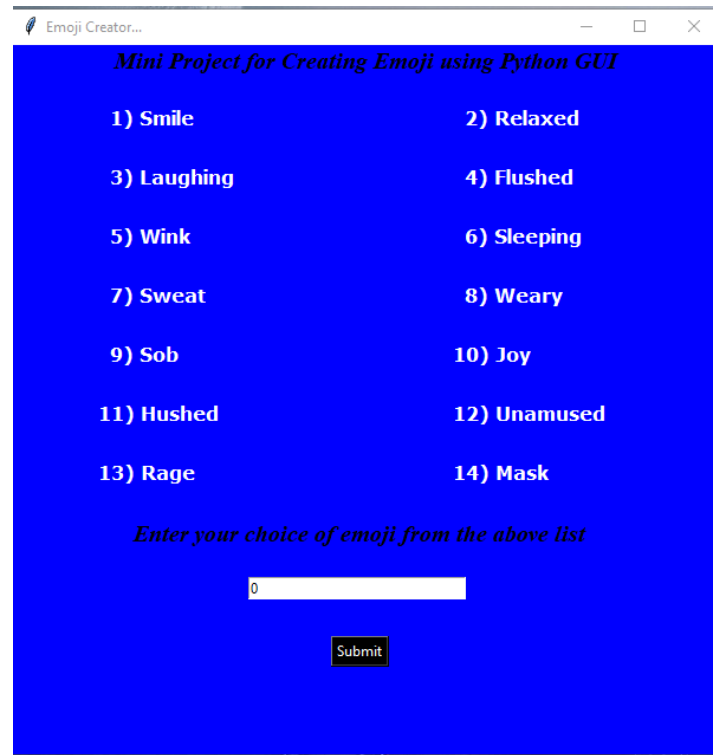 Emoji Creator...
Mini Project for Creating Emoji using Python GUI
1) Smile 2) Relaxed
3) Laughing 4) Flushed
5) Wink 6) Sleeping
7) Sweat 8) Weary
9) Sob 10) Joy
11) Hushed 12) Unamused
13) Rage 14) Mask
Enter your choice of emoji from the above list
0
Submit